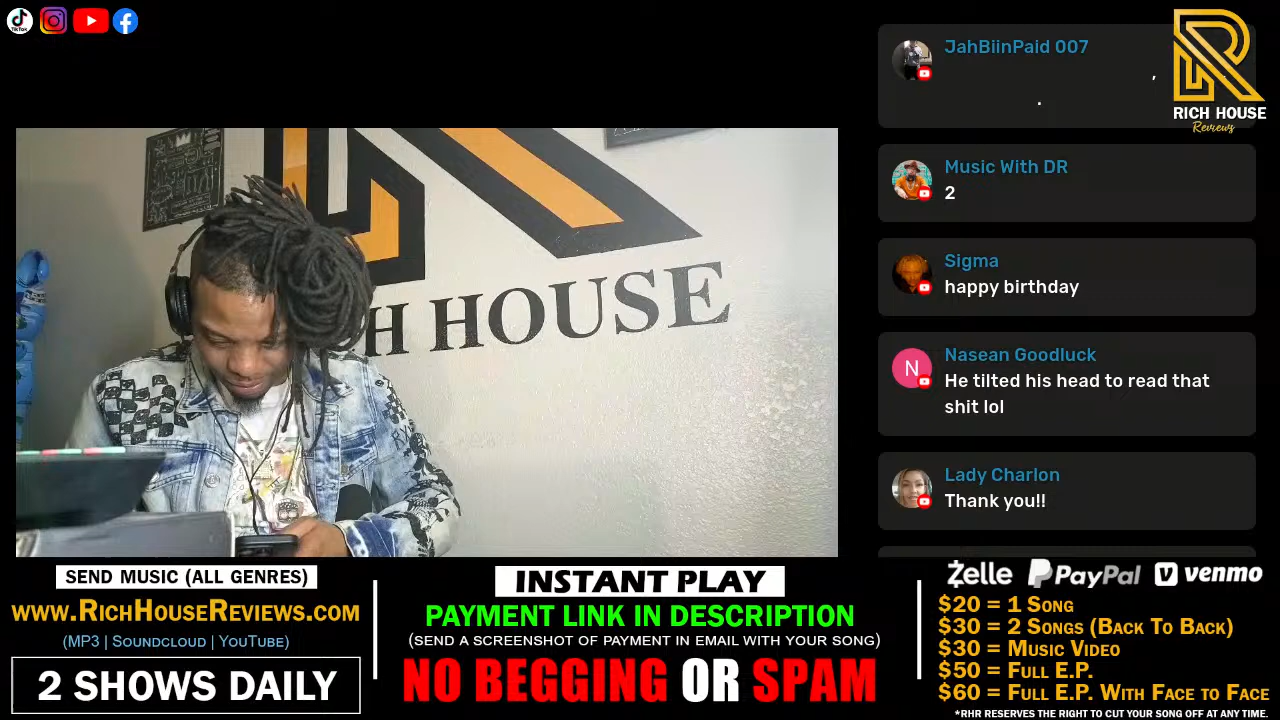 JahBiinPaid 007
,
.
RICH HOUSE
Reviews
Music With DR
2
Sigma
happy birthday
N
Nasean Goodluck
He tilted his head to read that
shit lol
Lady Charlon
Thank you!!
H HOUSE
SEND MUSIC (ALL GENRES)
www.RichHouseReviews.com
(MP3 | Soundcloud | YouTube)
2 SHOWS DAILY
INSTANT PLAY
PAYMENT LINK IN DESCRIPTION
(SEND A SCREENSHOT OF PAYMENT IN EMAIL WITH YOUR SONG)
NO BEGGING OR SPAM
Zelle PayPal venmo
$20 = 1 Song
$30 = 2 Songs (Back To Back)
$30 = Music Video
$50 = Full E.P.
$60 = Full E.P. With Face to Face
*RHR RESERVES THE RIGHT TO CUT YOUR SONG OFF AT ANY TIME.